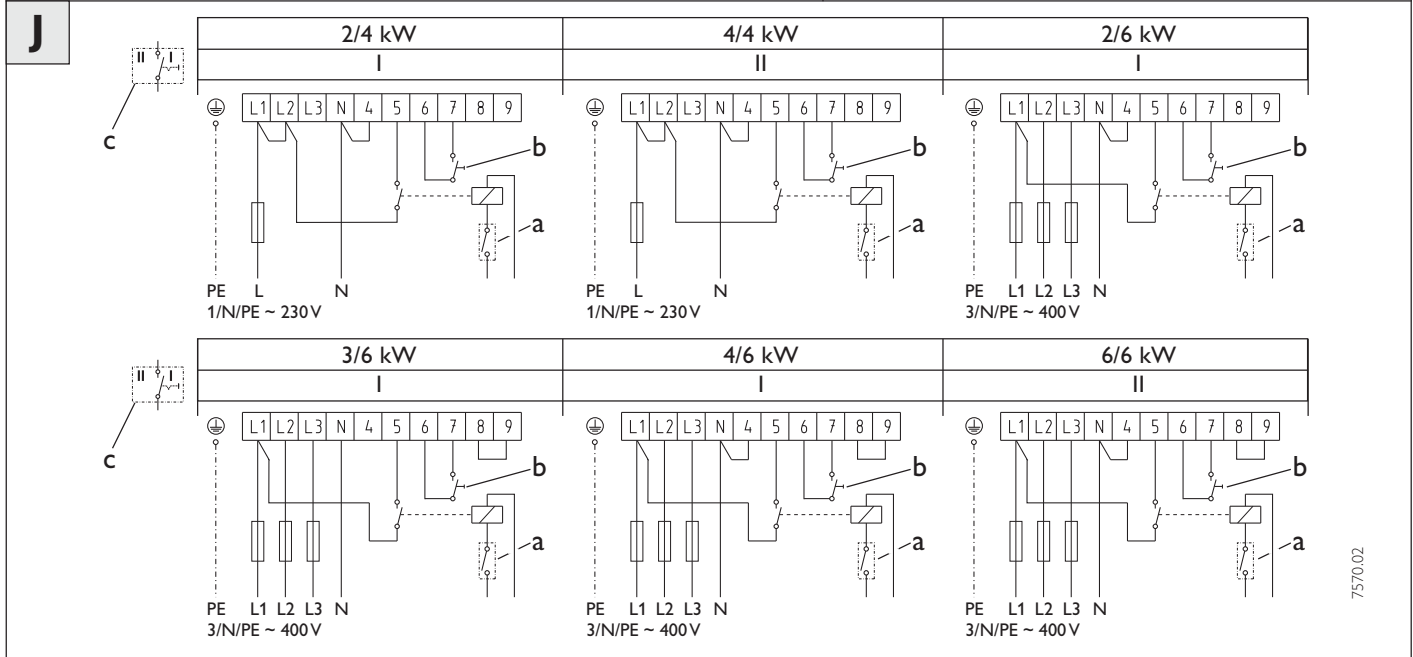 J
2/4 kW 4/4 kW 2/6 kW
I II I
II I
c
L1 L2 L3 N 4 5 6 7 8 9
L1 L2 L3 N 4 5 6 7 8 9
L1 L2 L3 N 4 5 6 7 8 9
b b b
a a a
PE L N
1/N/PE ~ 230 V
PE L N
1/N/PE ~ 230 V
PE L1 L2 L3 N
3/N/PE ~ 400 V
3/6 kW 4/6 kW 6/6 kW
I I II
II I
c
L1 L2 L3 N 4 5 6 7 8 9
L1 L2 L3 N 4 5 6 7 8 9
L1 L2 L3 N 4 5 6 7 8 9
b b b
a a a
PE L1 L2 L3 N
3/N/PE ~ 400 V
PE L1 L2 L3 N
3/N/PE ~ 400 V
PE L1 L2 L3 N
3/N/PE ~ 400 V
7570.02